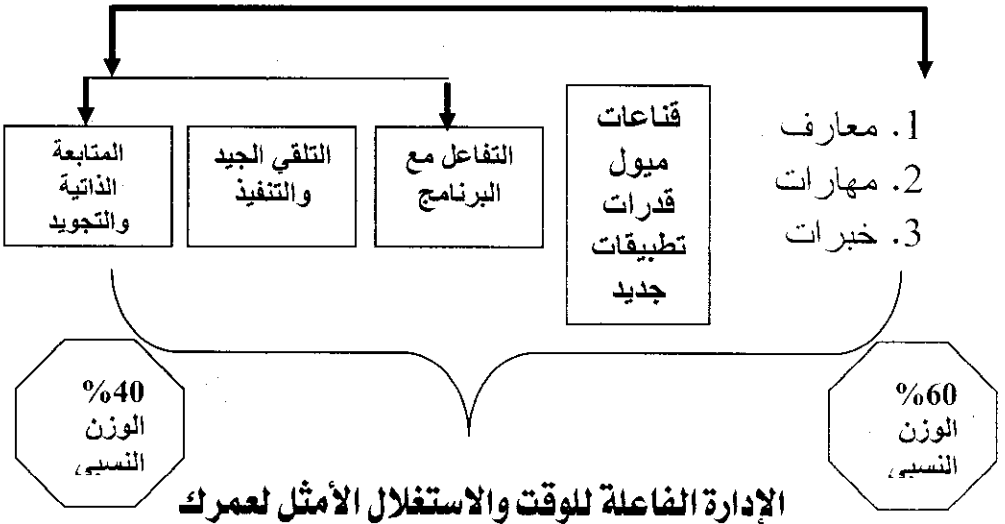 1. معارف
2. مهارات
3. خبرات
قناعات
ميول
قدرات
تطبيقات
جديد
التفاعل مع
البرنامج
التلقي الجيد
والتنفيذ
المتابعة
الذاتية
والتجويد
%60
الوزن
النسبي
%40
الوزن
النسبي
الإدارة الفاعلة للوقت والاستغلال الأمثل لعمرك